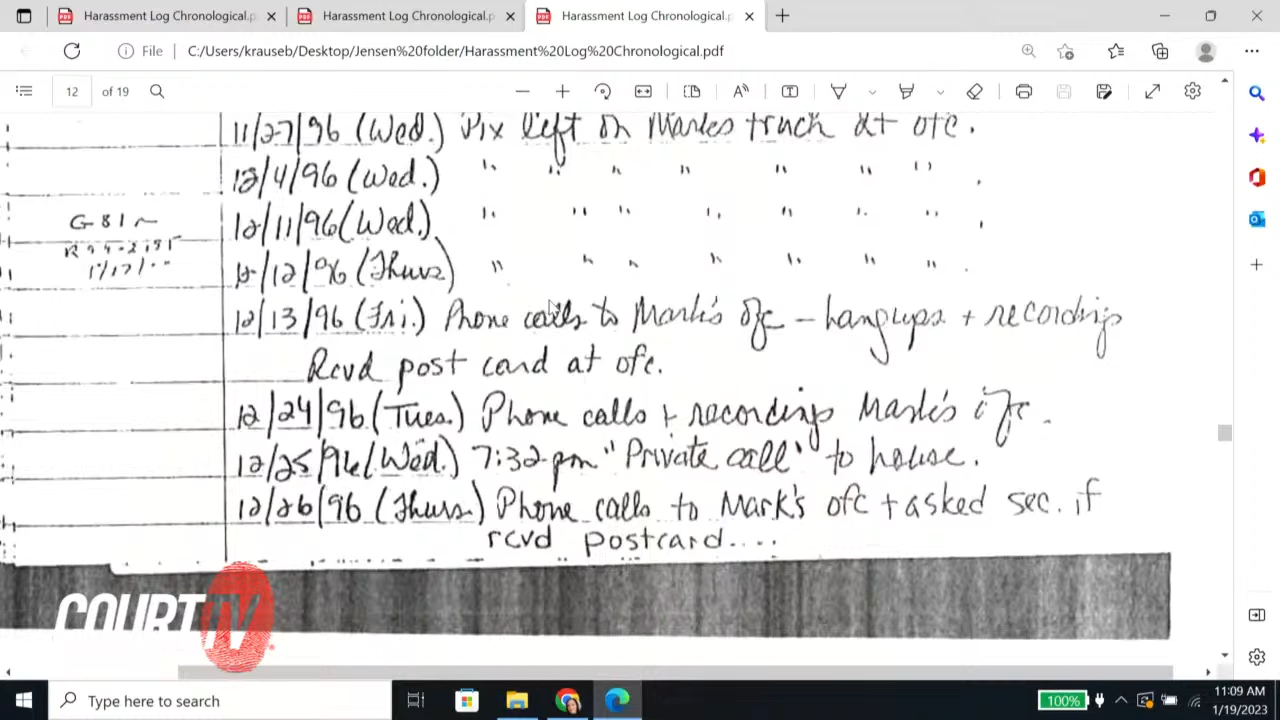 Harassment Log Chronological.p
Harassment Log Chronological.p
Harassment Log Chronological.p
File
C:/Users/krauseb/Desktop/Jensen%20folder/Harassment%20Log%20Chronological.pdf
12 of 19
11/27/96 (Wed.) Pix left on Marks truck at ofc.
12/4/96 (Wed.) " " " " " " " .
12/11/96 (Wed.) " " " " " " " .
12/12/96 (Thurs) " " " " " " " .
12/13/96 (Fri.) Phone calls to Mark's ofc - hangups + recordings
Rcvd post card at ofc.
12/24/96 (Tues.) Phone calls + recordings Mark's ofc.
12/25/96 (Wed.) 7:32 pm "Private call" to house.
12/26/96 (Thurs.) Phone calls to Mark's ofc + asked sec. if
rcvd postcard....
G81
COURT TV
Type here to search
100%
11:09 AM
1/19/2023